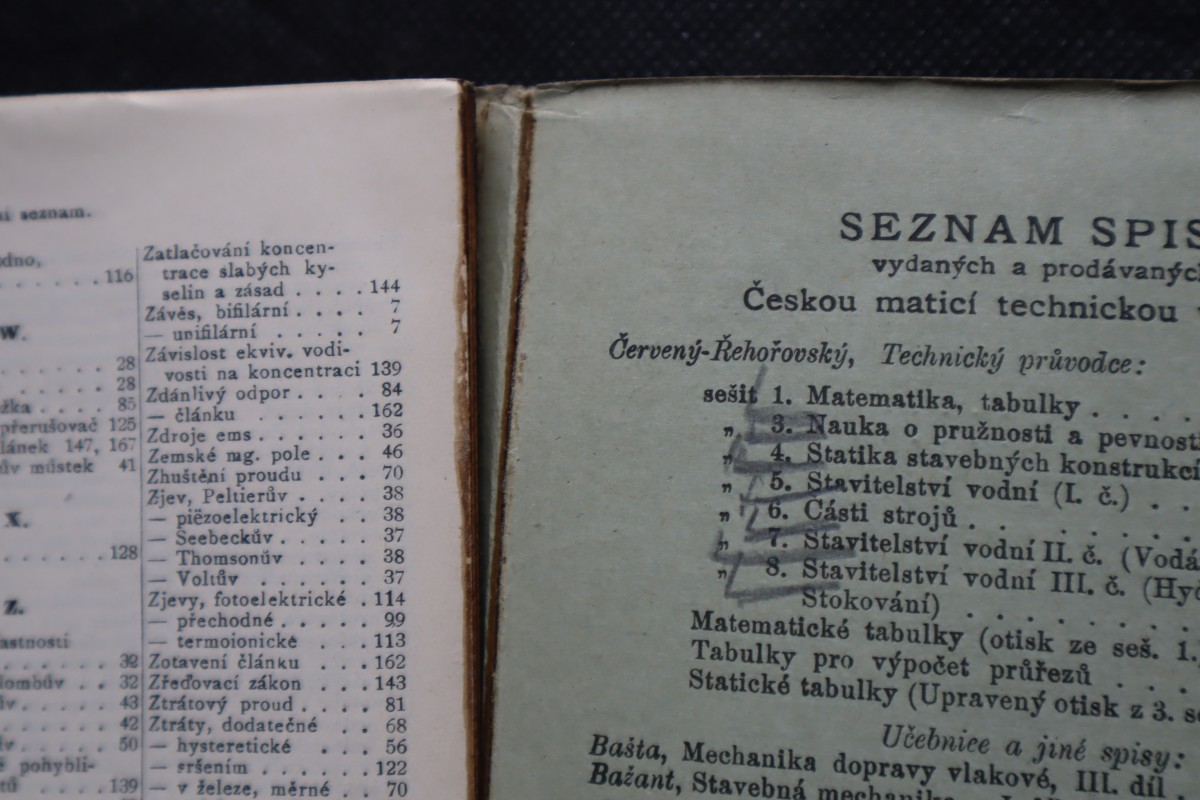 ní seznam.
116
W.
28
28
85
přerušovač 125
147, 167
můstek 41
X.
128
Z.
32
32
43
42
50
139
Zatlačování koncen-
trace slabých ky-
selin a zásad . . . . 144
Závěs, bifilární . . . . 7
— unifilární . . . . . 7
Závislost ekviv. vodi-
vosti na koncentraci 139
Zdánlivý odpor . . . . 84
— článku . . . . . . 162
Zdroje ems . . . . . . 36
Zemské mg. pole . . . 46
Zhuštění proudu . . . 70
Zjev, Peltierův . . . . 38
— piëzoelektrický . . 38
— Seebeckův . . . . . 37
— Thomsonův . . . . 38
— Voltův . . . . . . 37
Zjevy, fotoelektrické . 114
— přechodné . . . . . 99
— termoionické . . . 113
Zotavení článku . . . 162
Zřeďovací zákon . . . 143
Ztrátový proud . . . . 81
Ztráty, dodatečné . . 68
— hysteretické . . . 56
— sršením . . . . . . 122
— v železe, měrné . . 70
SEZNAM SPIS
vydaných a prodávaných
Českou maticí technickou
Červený-Řehořovský, Technický průvodce:
sešit 1. Matematika, tabulky . . . .
„ 3. Nauka o pružnosti a pevnosti
„ 4. Statika stavebných konstrukcí
„ 5. Stavitelství vodní (I. č.) . .
„ 6. Části strojů . . . . . . .
„ 7. Stavitelství vodní II. č. (Vodá
„ 8. Stavitelství vodní III. č. (Hyd
Stokování) . . . . . . .
Matematické tabulky (otisk ze seš. 1.)
Tabulky pro výpočet průřezů . . .
Statické tabulky (Upravený otisk z 3. se
Učebnice a jiné spisy:
Bašta, Mechanika dopravy vlakové, III. díl .
Bažant, Stavebná mechanika